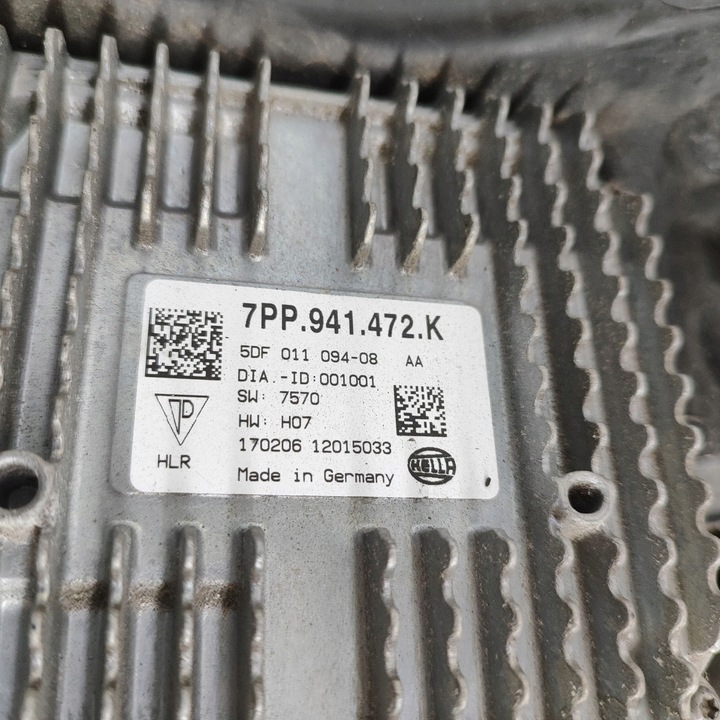 7PP.941.472.K
5DF 011 094-08 AA
DIA.-ID:001001
SW: 7570
HW: H07
170206 12015033
HLR
Made in Germany
HELLA